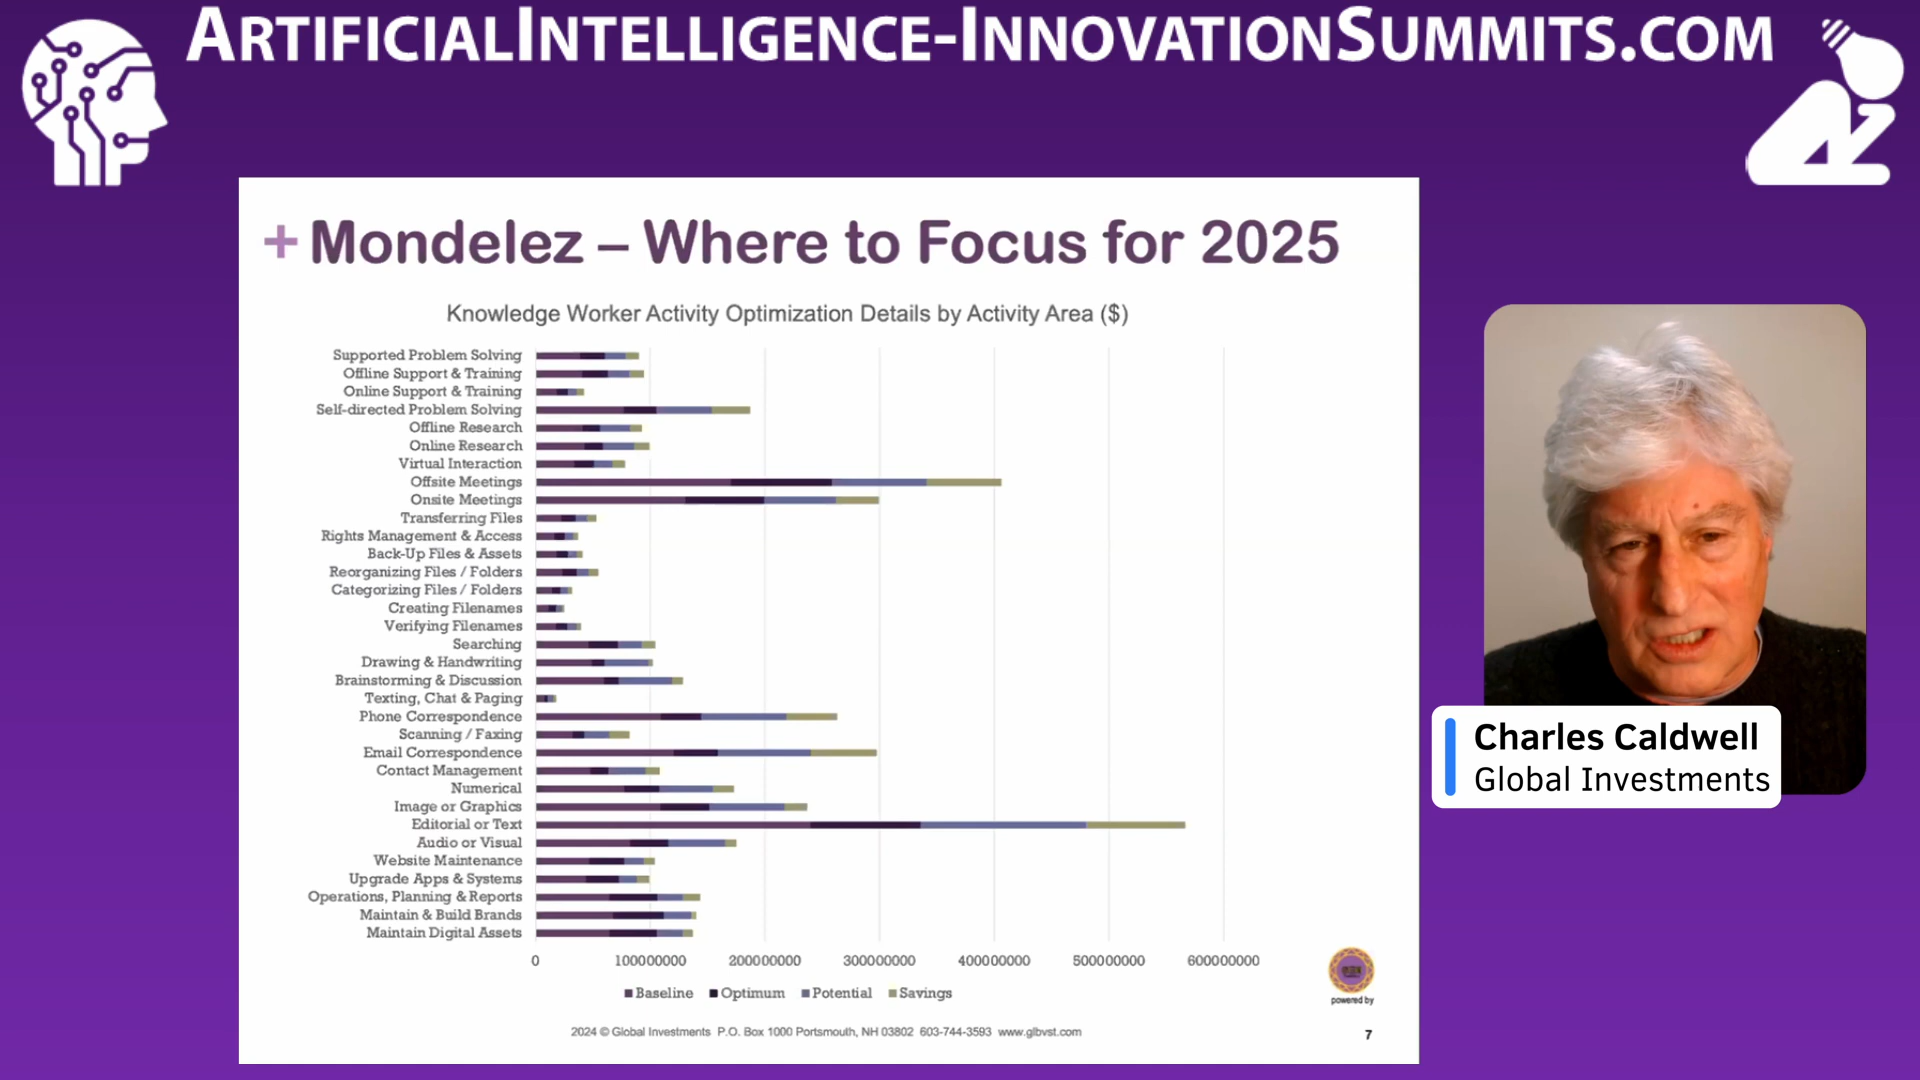 ARTIFICIALINTELLIGENCE-INNOVATIONSUMMITS.COM
+ Mondelez – Where to Focus for 2025
Knowledge Worker Activity Optimization Details by Activity Area ($)
Supported Problem Solving
Offline Support & Training
Online Support & Training
Self-directed Problem Solving
Offline Research
Online Research
Virtual Interaction
Offsite Meetings
Onsite Meetings
Transferring Files
Rights Management & Access
Back-Up Files & Assets
Reorganizing Files / Folders
Categorizing Files / Folders
Creating Filenames
Verifying Filenames
Searching
Drawing & Handwriting
Brainstorming & Discussion
Texting, Chat & Paging
Phone Correspondence
Scanning / Faxing
Email Correspondence
Contact Management
Numerical
Image or Graphics
Editorial or Text
Audio or Visual
Website Maintenance
Upgrade Apps & Systems
Operations, Planning & Reports
Maintain & Build Brands
Maintain Digital Assets
0 100000000 200000000 300000000 400000000 500000000 600000000
Baseline Optimum Potential Savings
powered by
2024 © Global Investments P.O. Box 1000 Portsmouth, NH 03802 603-744-3593 www.glbvst.com
7
Charles Caldwell
Global Investments